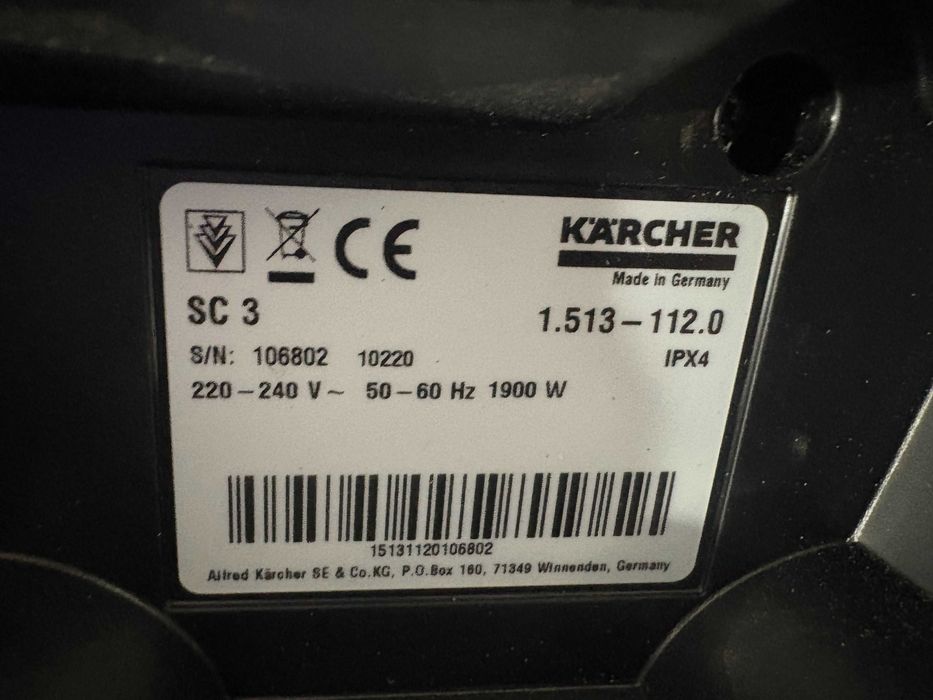 CE
KÄRCHER
Made in Germany
SC 3
1.513-112.0
S/N: 106802 10220
IPX4
220-240 V~ 50-60 Hz 1900 W
15131120106802
Alfred Kärcher SE & Co.KG, P.O.Box 160, 71349 Winnenden, Germany